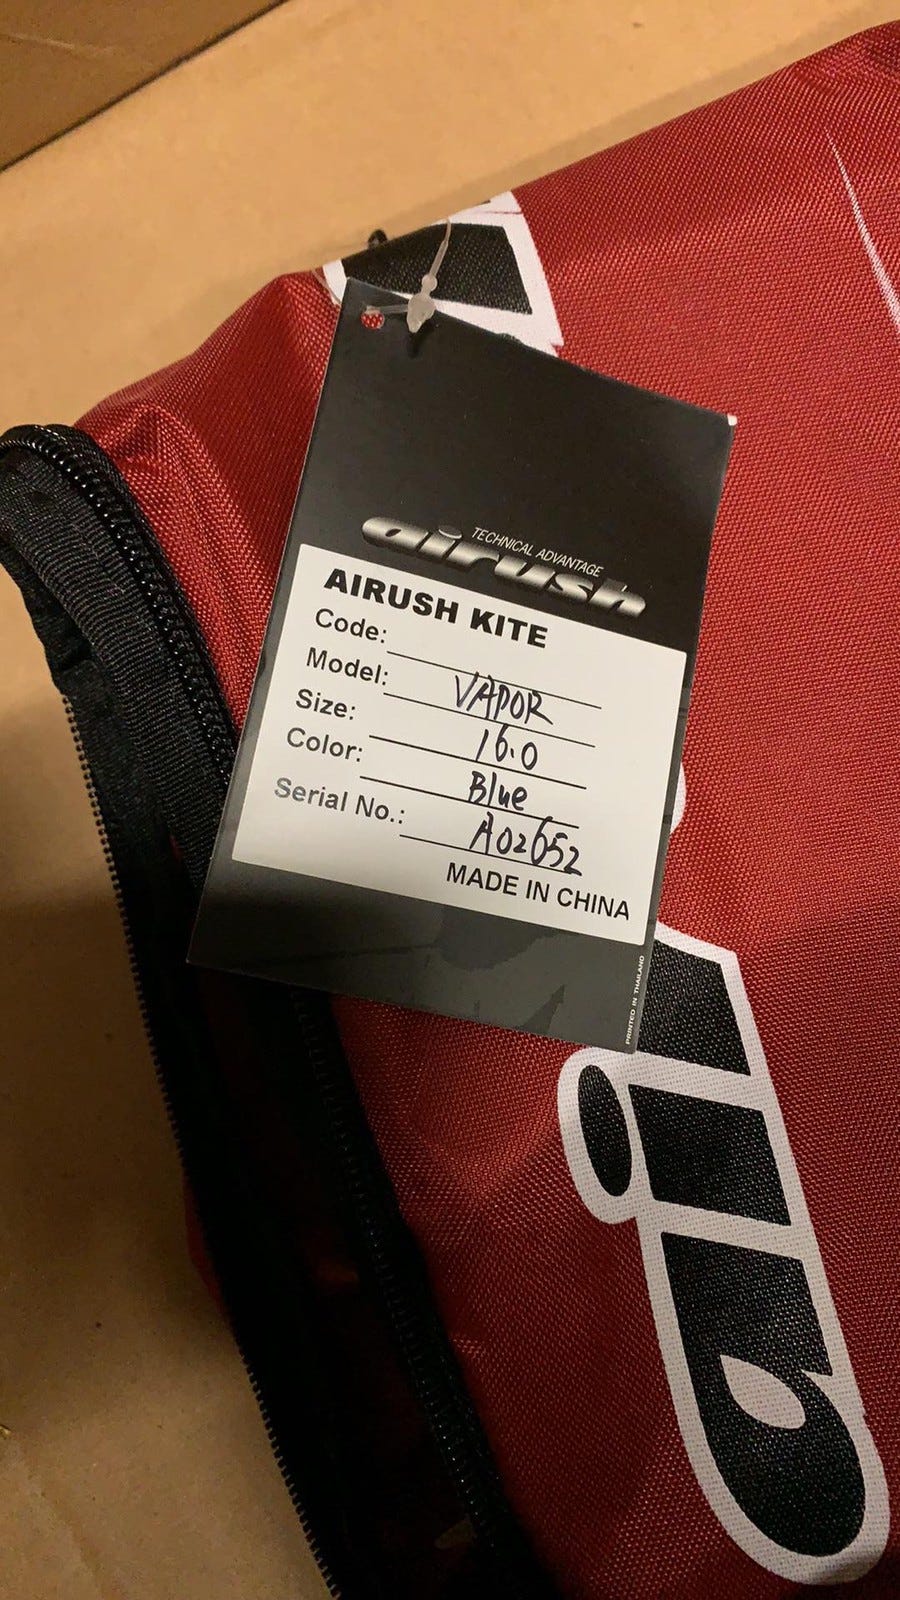 TECHNICAL ADVANTAGE
airush
AIRUSH KITE
Code:
Model: VAPOR
Size: 16.0
Color: Blue
Serial No.: A02652
MADE IN CHINA
PRINTED IN THAILAND
air